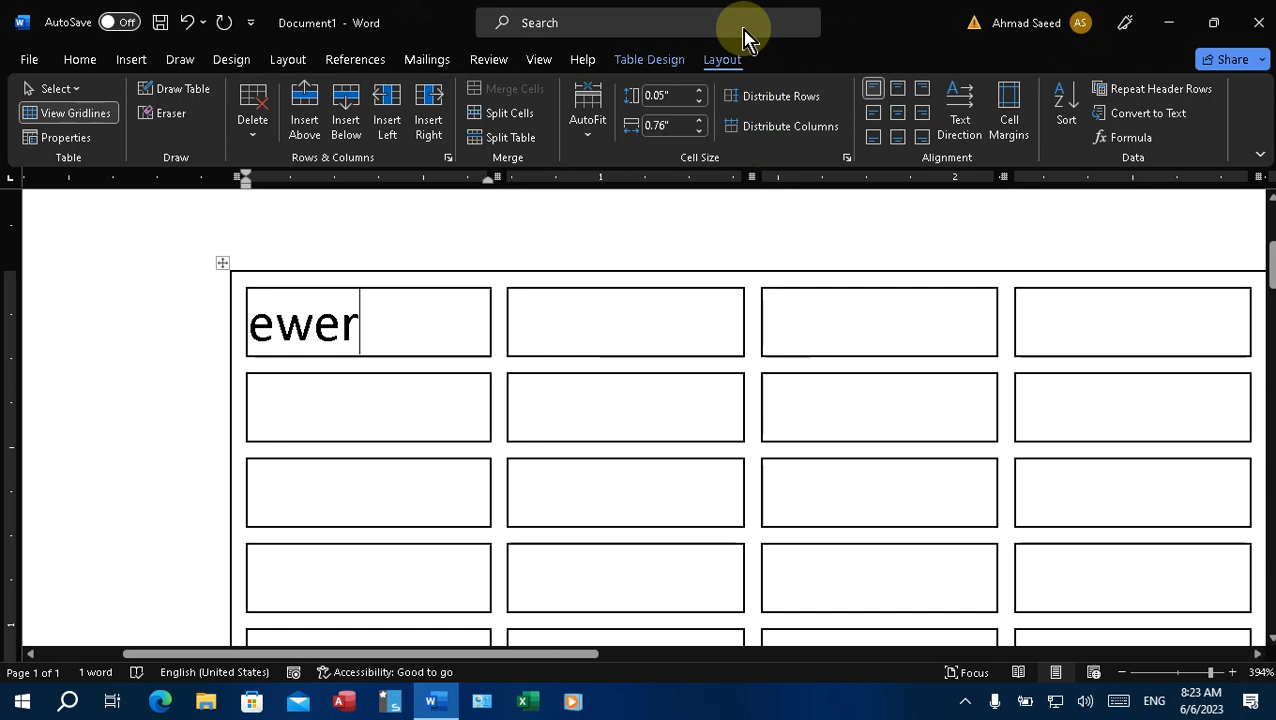 AutoSave Off Document1 - Word Search Ahmad Saeed AS
File Home Insert Draw Design Layout References Mailings Review View Help Table Design Layout Share
Select
View Gridlines
Properties
Table
Draw Table
Eraser
Draw
Delete
Insert Above
Insert Below
Insert Left
Insert Right
Rows & Columns
Merge Cells
Split Cells
Split Table
Merge
AutoFit
0.05"
0.76"
Distribute Rows
Distribute Columns
Cell Size
Text Direction
Cell Margins
Alignment
Sort
Repeat Header Rows
Convert to Text
Formula
Data
1 2
ewer
1
Page 1 of 1 1 word English (United States) Accessibility: Good to go Focus 394%
ENG
8:23 AM
6/6/2023